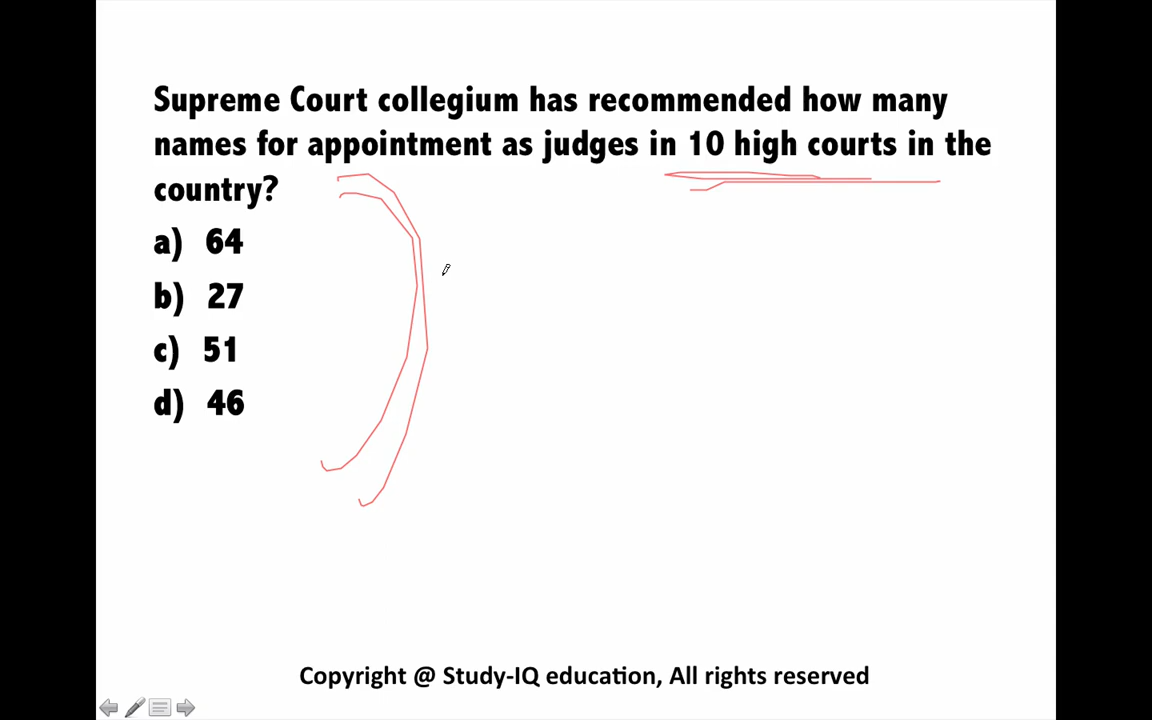 Supreme Court collegium has recommended how many
names for appointment as judges in 10 high courts in the
country?
a) 64
b) 27
c) 51
d) 46
Copyright @ Study-IQ education, All rights reserved